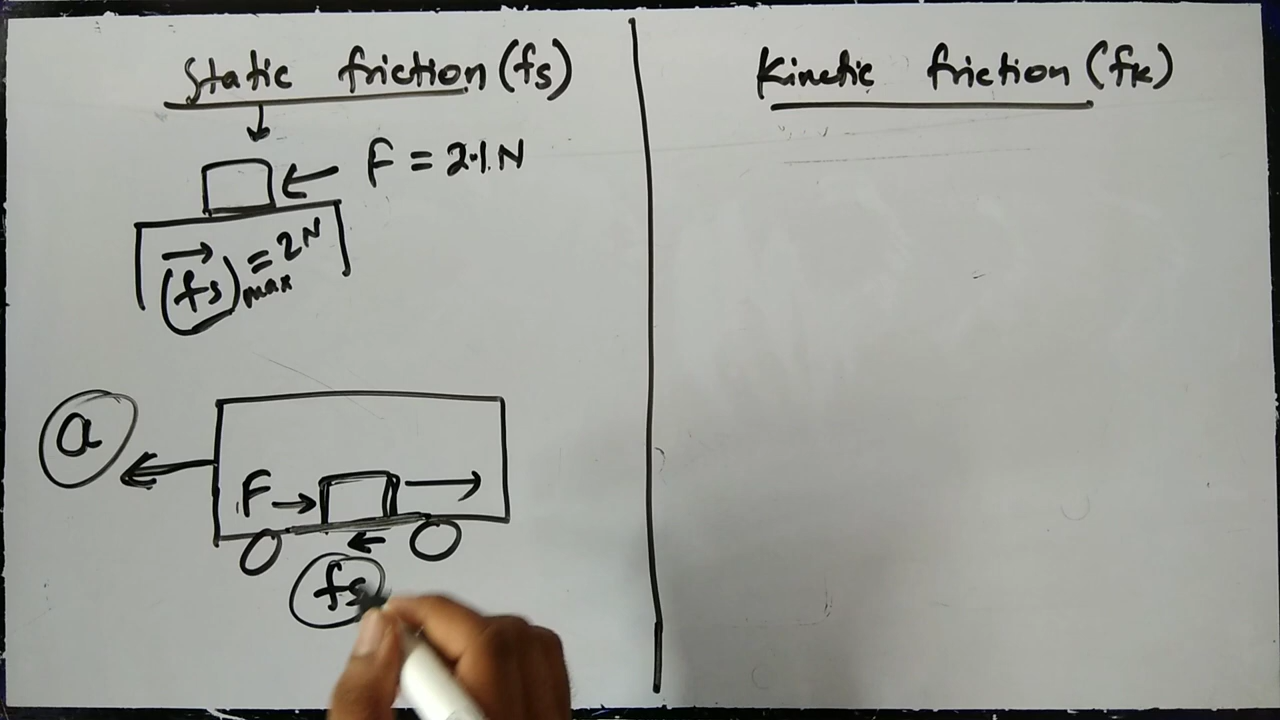 Static friction (fs)
Kinetic friction (fk)
F = 2.1 N
(fs)max = 2N
a
F
fs